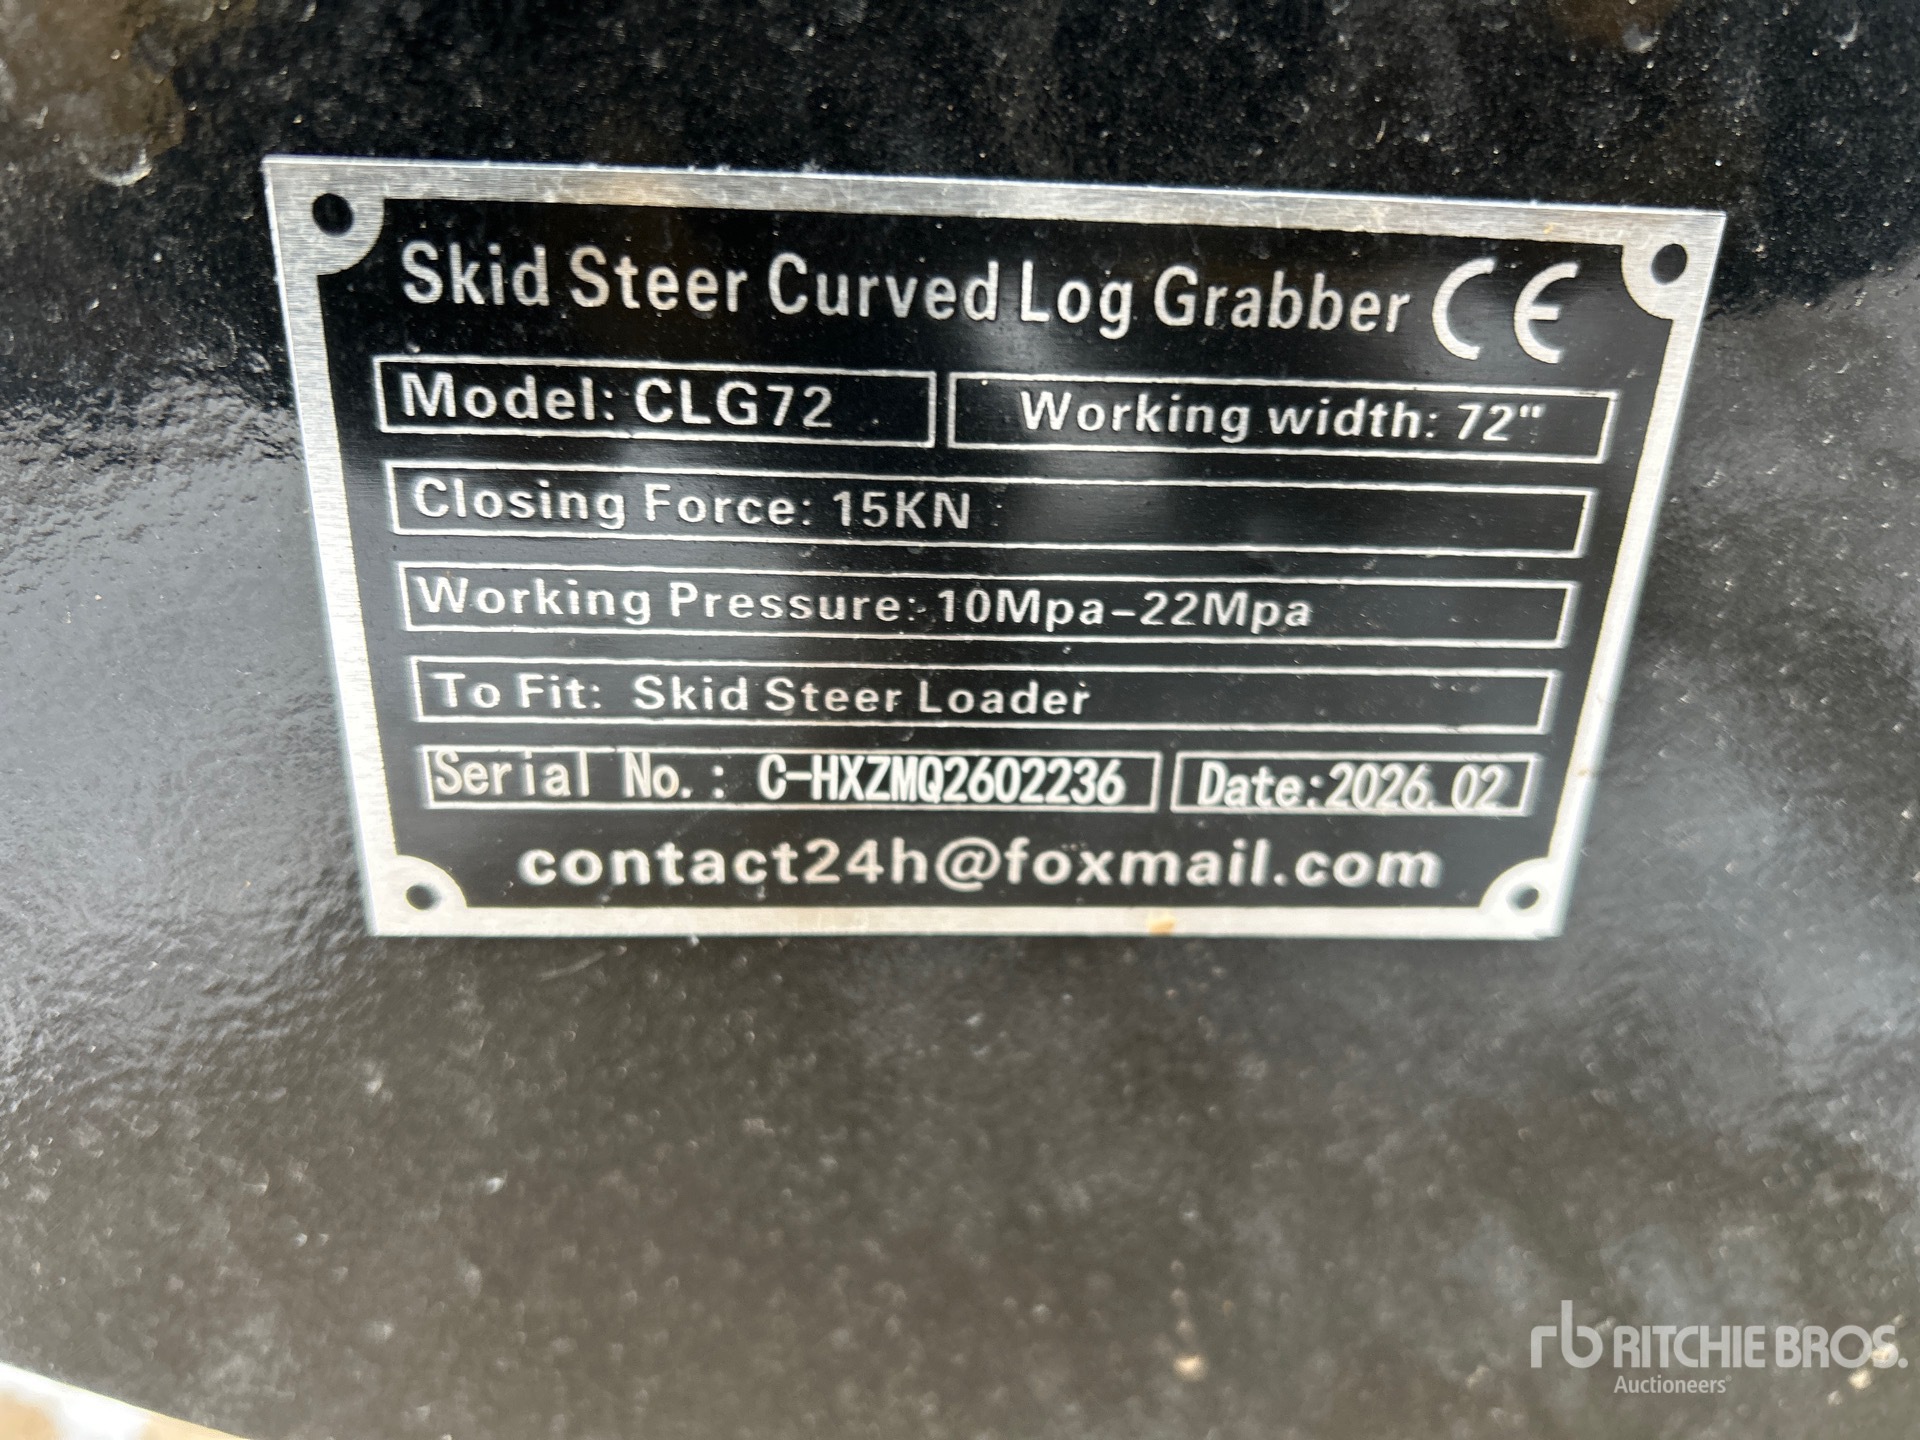 Skid Steer Curved Log Grabber CE
Model: CLG72
Working width: 72"
Closing Force: 15KN
Working Pressure: 10Mpa-22Mpa
To Fit: Skid Steer Loader
Serial No.: C-HXZMQ2602236
Date:2026.02
contact24h@foxmail.com
rb RITCHIE BROS.
Auctioneers